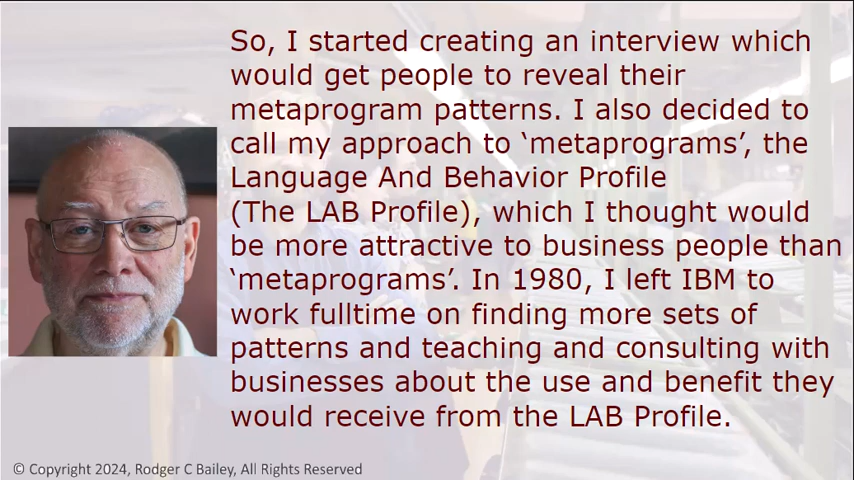 So, I started creating an interview which
would get people to reveal their
metaprogram patterns. I also decided to
call my approach to ‘metaprograms’, the
Language And Behavior Profile
(The LAB Profile), which I thought would
be more attractive to business people than
‘metaprograms’. In 1980, I left IBM to
work fulltime on finding more sets of
patterns and teaching and consulting with
businesses about the use and benefit they
would receive from the LAB Profile.
© Copyright 2024, Rodger C Bailey, All Rights Reserved